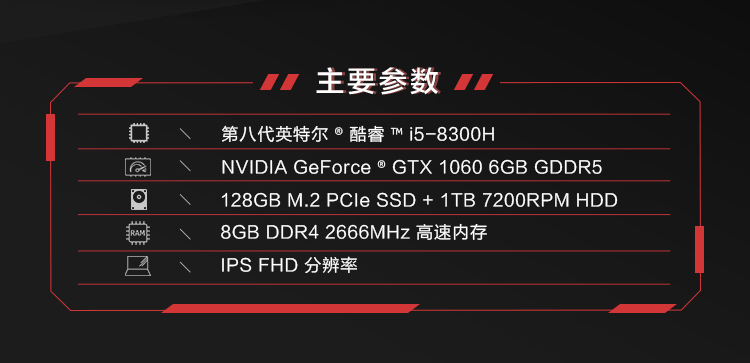 主要参数
第八代英特尔 ® 酷睿 ™ i5-8300H
NVIDIA GeForce ® GTX 1060 6GB GDDR5
128GB M.2 PCIe SSD + 1TB 7200RPM HDD
RAM
8GB DDR4 2666MHz 高速内存
IPS FHD 分辨率